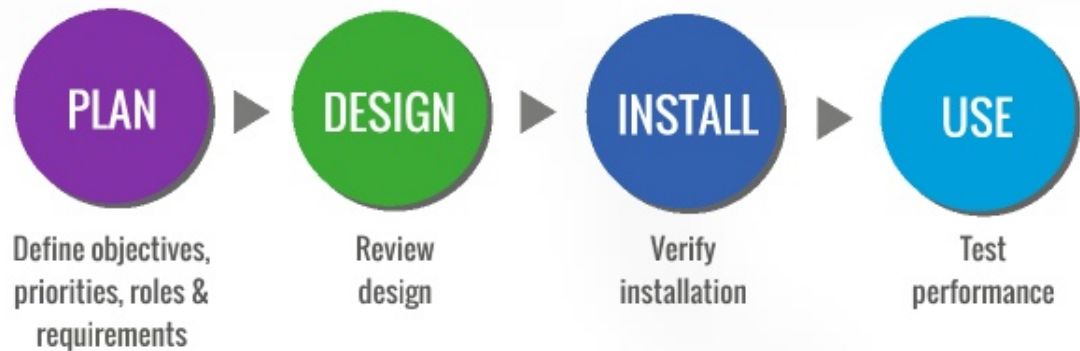 PLAN
DESIGN
INSTALL
USE
Define objectives,
priorities, roles &
requirements
Review
design
Verify
installation
Test
performance